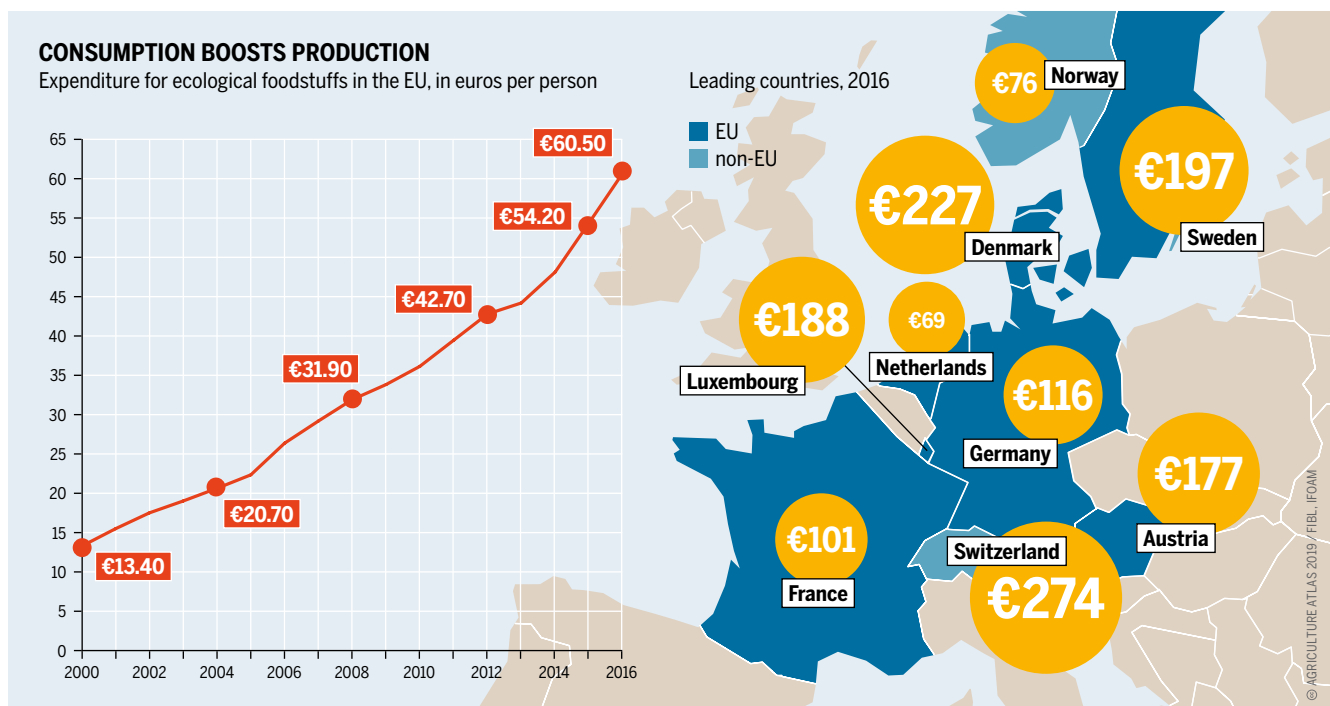 CONSUMPTION BOOSTS PRODUCTION
Expenditure for ecological foodstuffs in the EU, in euros per person
65
60
55
50
45
40
35
30
25
20
15
10
5
0
2000
2002
2004
2006
2008
2010
2012
2014
2016
€13.40
€20.70
€31.90
€42.70
€54.20
€60.50
Leading countries, 2016
EU
non-EU
€76
Norway
€197
Sweden
€227
Denmark
€188
Luxembourg
€69
Netherlands
€116
Germany
€177
Austria
€101
France
Switzerland
€274
© AGRICULTURE ATLAS 2019 / FIBL, IFOAM